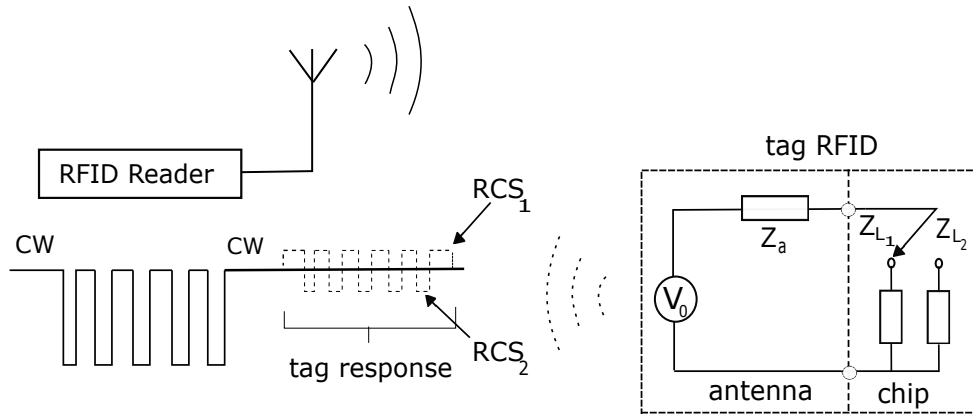 tag RFID
RFID Reader
RCS1
CW
CW
Za
ZL1
ZL2
V0
RCS2
tag response
antenna
chip